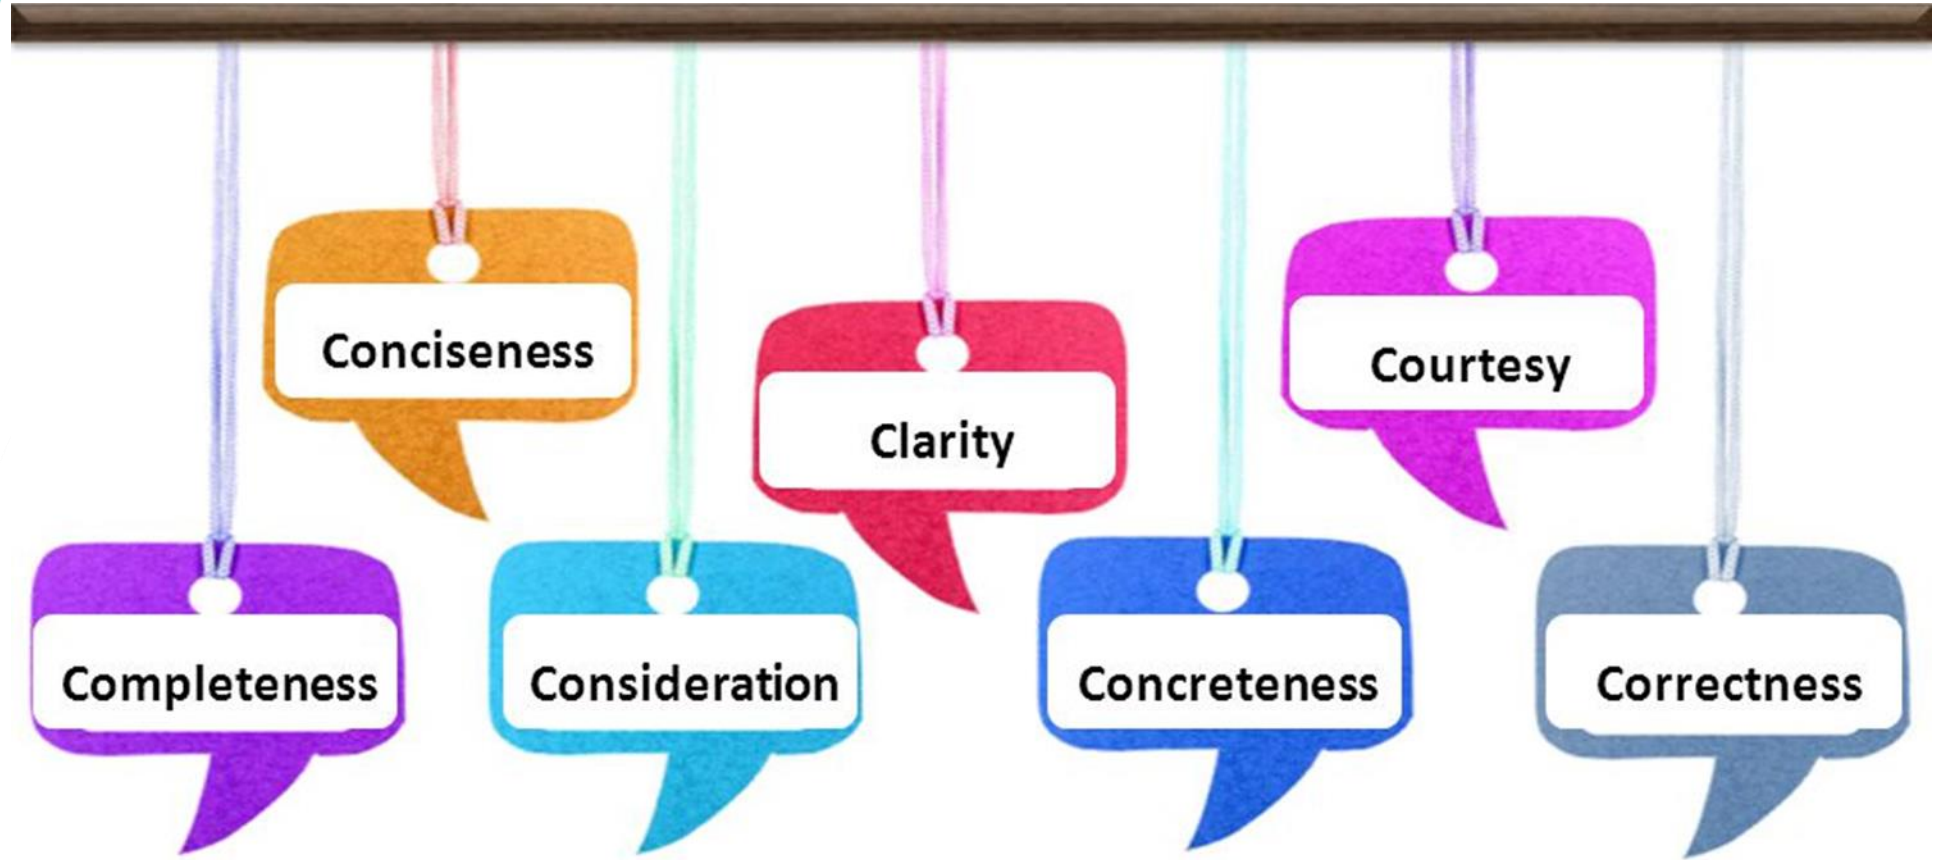 Conciseness
Courtesy
Clarity
Completeness
Consideration
Concreteness
Correctness